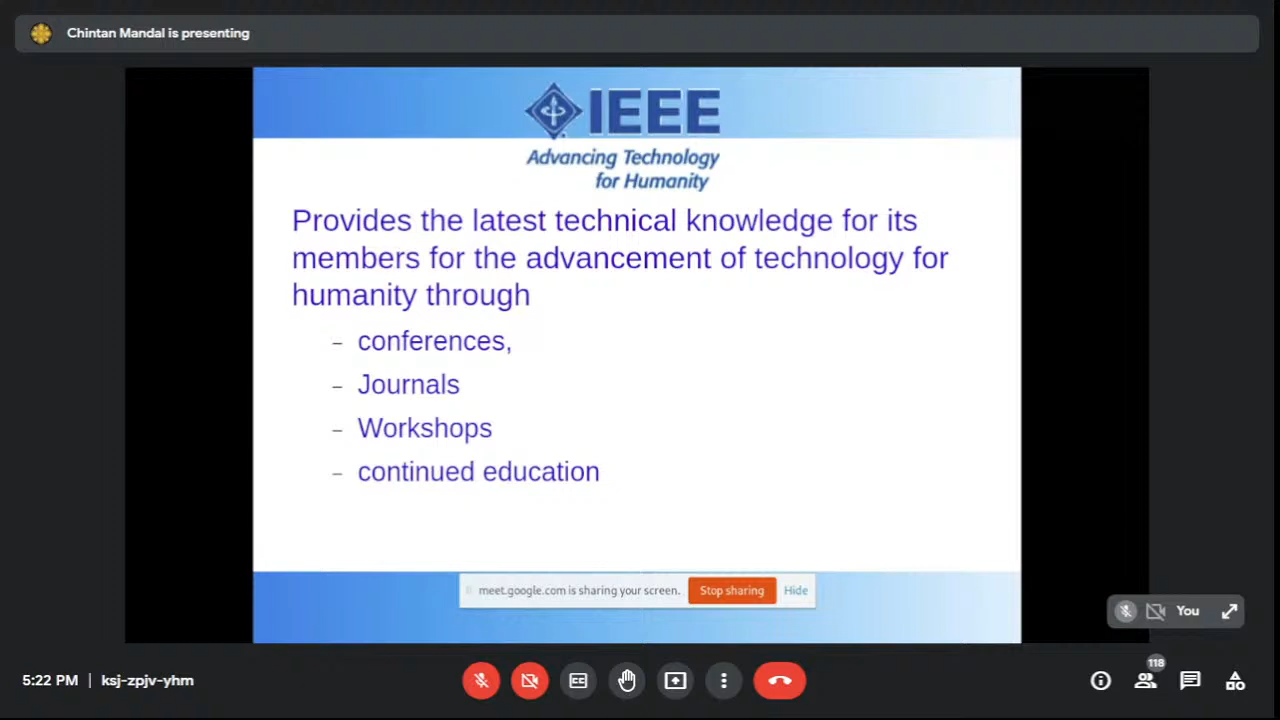 Chintan Mandal is presenting
IEEE
Advancing Technology
for Humanity
Provides the latest technical knowledge for its
members for the advancement of technology for
humanity through
– conferences,
– Journals
– Workshops
– continued education
meet.google.com is sharing your screen. Stop sharing Hide
You
5:22 PM | ksj-zpjv-yhm
CC
118